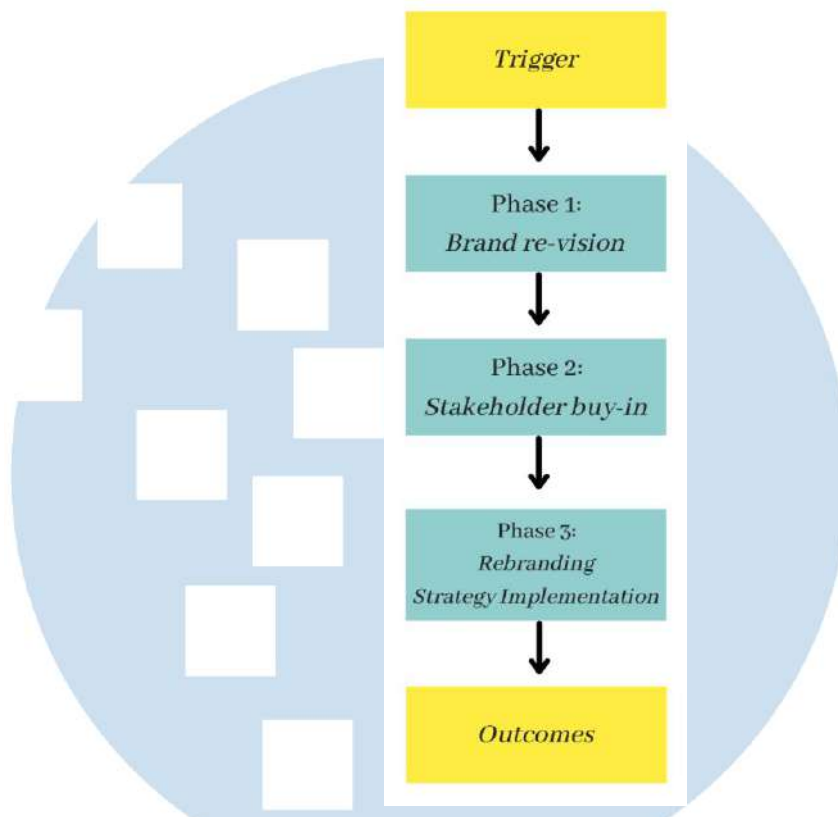 Trigger
Phase 1:
Brand re-vision
Phase 2:
Stakeholder buy-in
Phase 3:
Rebranding
Strategy Implementation
Outcomes